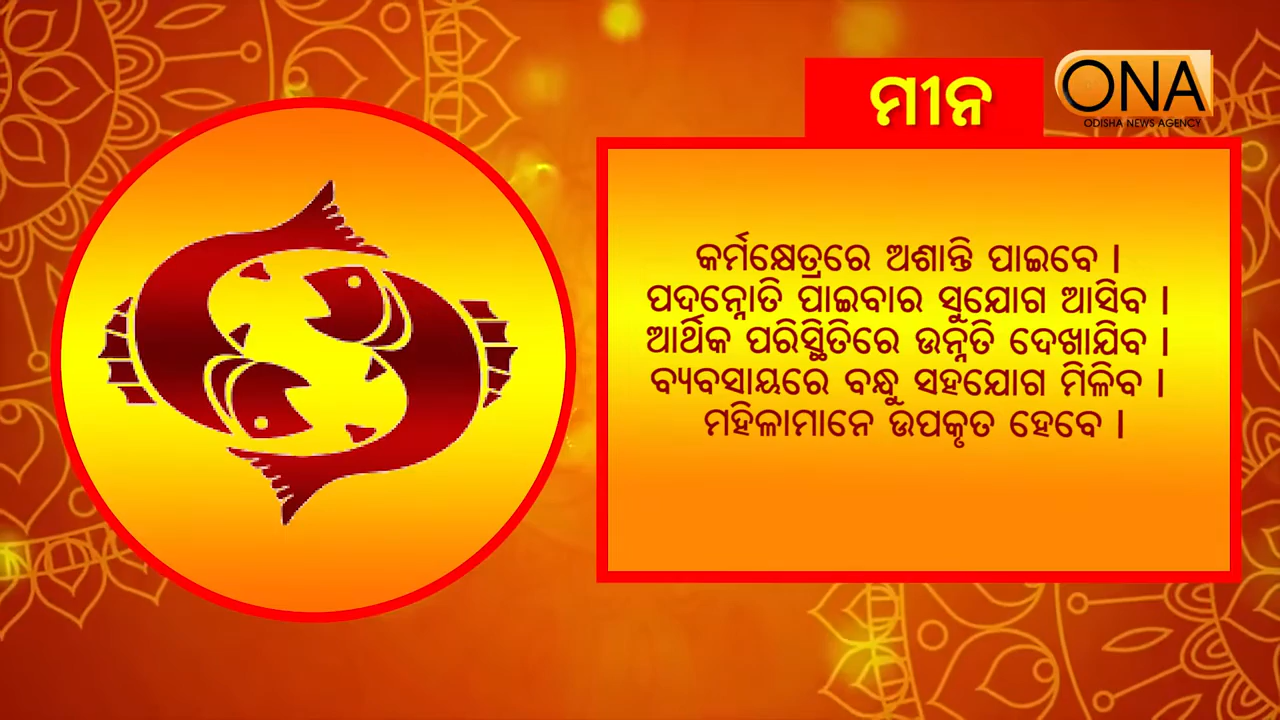 ମୀନ
ONA
ODISHA NEWS AGENCY
କର୍ମକ୍ଷେତ୍ରରେ ଅଶାନ୍ତି ପାଇବେ ।
ପଦନ୍ନୋତି ପାଇବାର ସୁଯୋଗ ଆସିବ ।
ଆର୍ଥିକ ପରିସ୍ଥିତିରେ ଉନ୍ନତି ଦେଖାଯିବ ।
ବ୍ୟବସାୟରେ ବନ୍ଧୁ ସହଯୋଗ ମିଳିବ ।
ମହିଳାମାନେ ଉପକୃତ ହେବେ ।